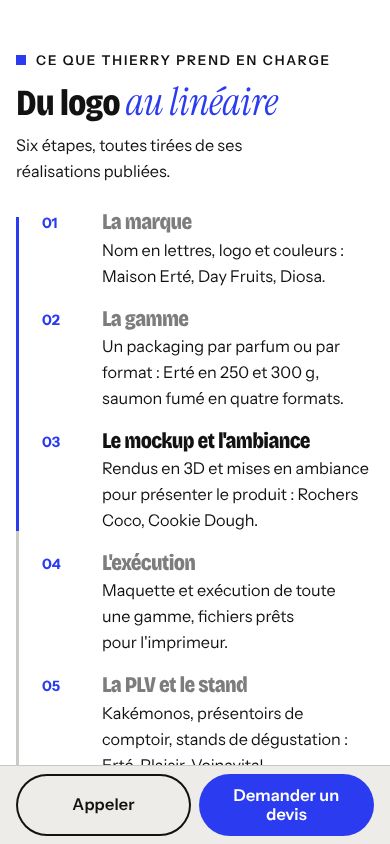 CE QUE THIERRY PREND EN CHARGE
Du logo au linéaire
Six étapes, toutes tirées de ses
réalisations publiées.
01 La marque
Nom en lettres, logo et couleurs :
Maison Erté, Day Fruits, Diosa.
02 La gamme
Un packaging par parfum ou par
format : Erté en 250 et 300 g,
saumon fumé en quatre formats.
03 Le mockup et l'ambiance
Rendus en 3D et mises en ambiance
pour présenter le produit : Rochers
Coco, Cookie Dough.
04 L'exécution
Maquette et exécution de toute
une gamme, fichiers prêts
pour l'imprimeur.
05 La PLV et le stand
Kakémonos, présentoirs de
comptoir, stands de dégustation :
Appeler
Demander un
devis